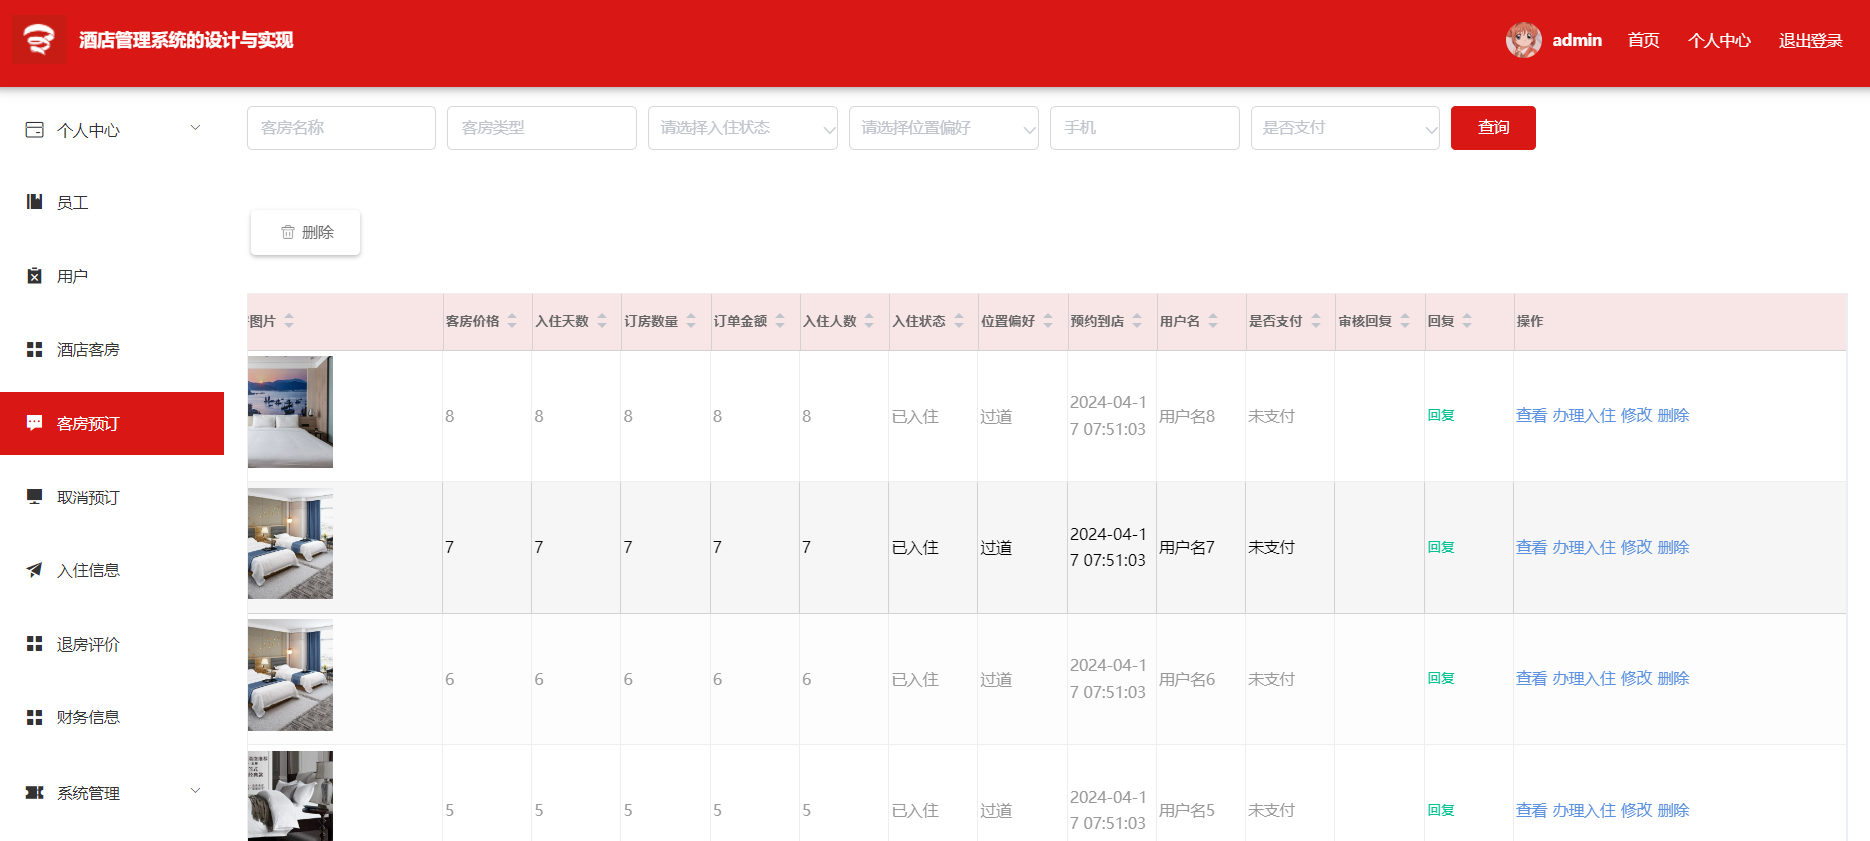 酒店管理系统的设计与实现
admin 首页 个人中心 退出登录
个人中心
员工
用户
酒店客房
客房预订
取消预订
入住信息
退房评价
财务信息
系统管理
客房名称 客房类型 请选择入住状态 请选择位置偏好 手机 是否支付 查询
删除
图片 客房价格 入住天数 订房数量 订单金额 入住人数 入住状态 位置偏好 预约到店 用户名 是否支付 审核回复 回复 操作
8 8 8 8 8 已入住 过道 2024-04-1
7 07:51:03 用户名8 未支付 回复 查看 办理入住 修改 删除
7 7 7 7 7 已入住 过道 2024-04-1
7 07:51:03 用户名7 未支付 回复 查看 办理入住 修改 删除
6 6 6 6 6 已入住 过道 2024-04-1
7 07:51:03 用户名6 未支付 回复 查看 办理入住 修改 删除
5 5 5 5 5 已入住 过道 2024-04-1
7 07:51:03 用户名5 未支付 回复 查看 办理入住 修改 删除